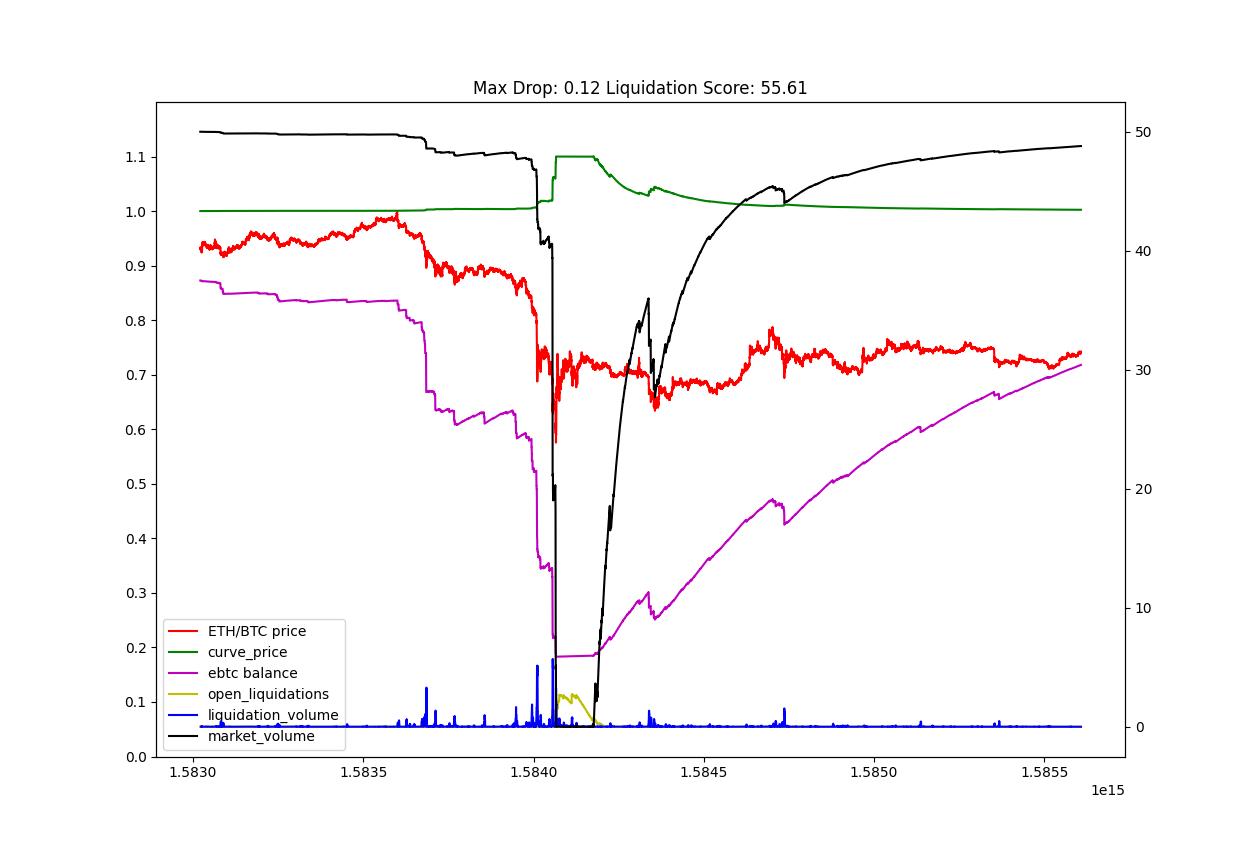 Max Drop: 0.12 Liquidation Score: 55.61
1.1
1.0
0.9
0.8
0.7
0.6
0.5
0.4
0.3
0.2
0.1
0.0
50
40
30
20
10
0
ETH/BTC price
curve_price
ebtc balance
open_liquidations
liquidation_volume
market_volume
1.5830 1.5835 1.5840 1.5845 1.5850 1.5855
1e15